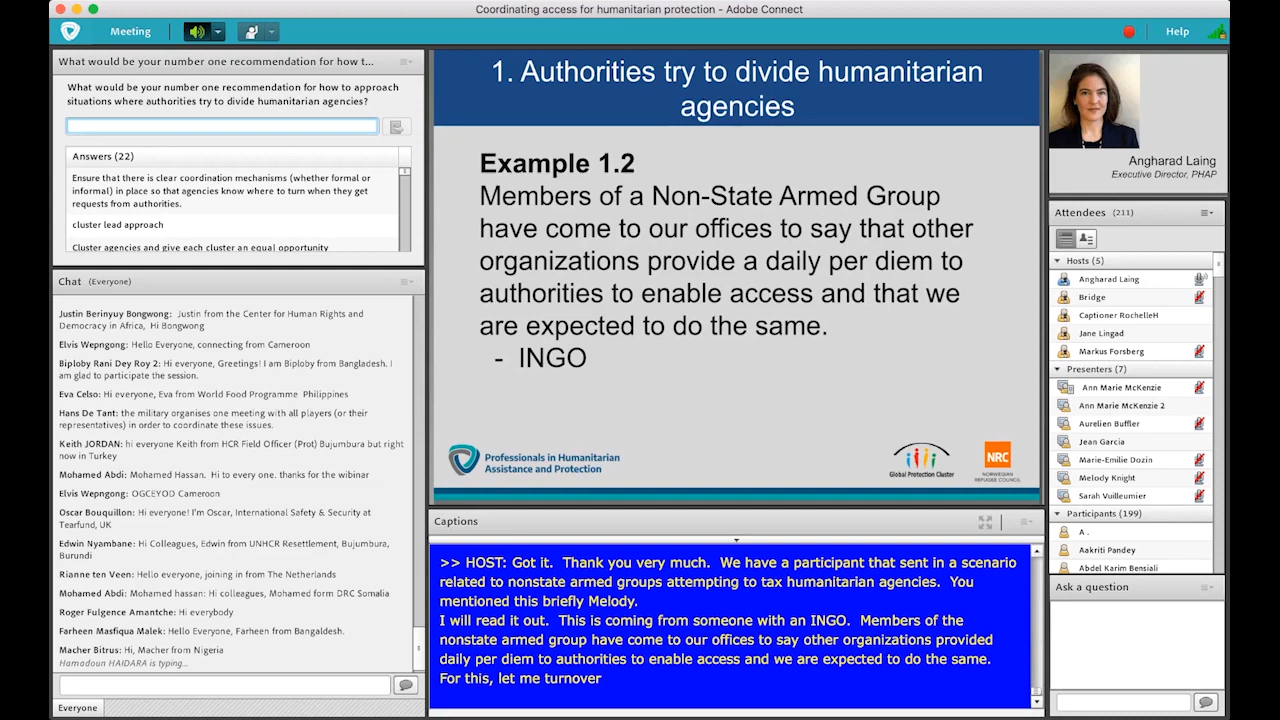 Coordinating access for humanitarian protection - Adobe Connect
Meeting
Help
What would be your number one recommendation for how t...
What would be your number one recommendation for how to approach
situations where authorities try to divide humanitarian agencies?
Answers (22)
Ensure that there is clear coordination mechanisms (whether formal or
informal) in place so that agencies know where to turn when they get
requests from authorities.
cluster lead approach
Cluster agencies and give each cluster an equal opportunity
Chat (Everyone)
Justin Berinyuy Bongwong: Justin from the Center for Human Rights and
Democracy in Africa, Hi Bongwong
Elvis Wepngong: Hello Everyone, connecting from Cameroon
Biploby Rani Dey Roy 2: Hi everyone, Greetings! I am Biploby from Bangladesh. I
am glad to participate the session.
Eva Celso: Hi everyone, Eva from World Food Programme Philippines
Hans De Tant: the military organises one meeting with all players (or their
representatives) in order to coordinate these issues.
Keith JORDAN: hi everyone Keith from HCR Field Officer (Prot) Bujumbura but right
now in Turkey
Mohamed Abdi: Mohamed Hassan. Hi to every one. thanks for the wibinar
Elvis Wepngong: OGCEYOD Cameroon
Oscar Bouquillon: Hi everyone! I'm Oscar, International Safety & Security at
Tearfund, UK
Edwin Nyambane: Hi Colleagues, Edwin from UNHCR Resettlement, Bujumbura,
Burundi
Rianne ten Veen: Hello everyone, joining in from The Netherlands
Mohamed Abdi: Mohamed hassan: Hi colleagues, Mohamed form DRC Somalia
Roger Fulgence Amantche: Hi everybody
Farheen Masfiqua Malek: Hello Everyone, Farheen from Bangaldesh.
Macher Bitrus: Hi, Macher from Nigeria
Hamadoun HAIDARA is typing...
Everyone
1. Authorities try to divide humanitarian
agencies
Example 1.2
Members of a Non-State Armed Group
have come to our offices to say that other
organizations provide a daily per diem to
authorities to enable access and that we
are expected to do the same.
- INGO
Professionals in Humanitarian
Assistance and Protection
Global Protection Cluster
NRC
NORWEGIAN
REFUGEE COUNCIL
Captions
>> HOST: Got it. Thank you very much. We have a participant that sent in a scenario
related to nonstate armed groups attempting to tax humanitarian agencies. You
mentioned this briefly Melody.
I will read it out. This is coming from someone with an INGO. Members of the
nonstate armed group have come to our offices to say other organizations provided
daily per diem to authorities to enable access and we are expected to do the same.
For this, let me turnover
Angharad Laing
Executive Director, PHAP
Attendees (211)
Hosts (5)
Angharad Laing
Bridge
Captioner RochelleH
Jane Lingad
Markus Forsberg
Presenters (7)
Ann Marie McKenzie
Ann Marie McKenzie 2
Aurelien Buffler
Jean Garcia
Marie-Emilie Dozin
Melody Knight
Sarah Vuilleumier
Participants (199)
A .
Aakriti Pandey
Abdel Karim Bensiali
Ask a question